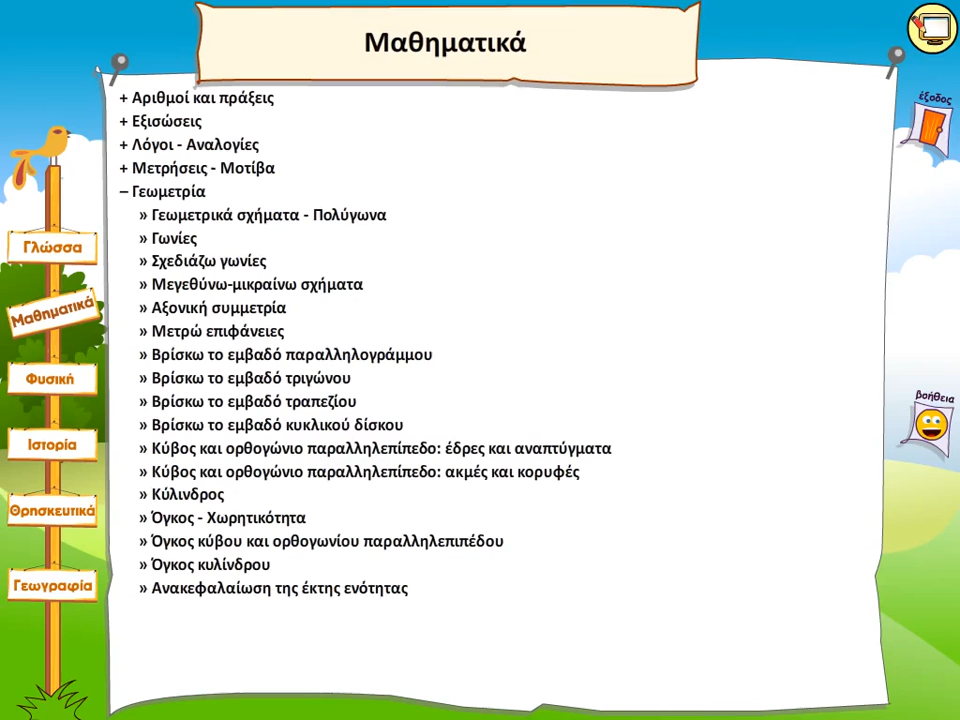 Μαθηματικά
+ Αριθμοί και πράξεις
+ Εξισώσεις
+ Λόγοι - Αναλογίες
+ Μετρήσεις - Μοτίβα
– Γεωμετρία
» Γεωμετρικά σχήματα - Πολύγωνα
» Γωνίες
» Σχεδιάζω γωνίες
» Μεγεθύνω-μικραίνω σχήματα
» Αξονική συμμετρία
» Μετρώ επιφάνειες
» Βρίσκω το εμβαδό παραλληλογράμμου
» Βρίσκω το εμβαδό τριγώνου
» Βρίσκω το εμβαδό τραπεζίου
» Βρίσκω το εμβαδό κυκλικού δίσκου
» Κύβος και ορθογώνιο παραλληλεπίπεδο: έδρες και αναπτύγματα
» Κύβος και ορθογώνιο παραλληλεπίπεδο: ακμές και κορυφές
» Κύλινδρος
» Όγκος - Χωρητικότητα
» Όγκος κύβου και ορθογωνίου παραλληλεπιπέδου
» Όγκος κυλίνδρου
» Ανακεφαλαίωση της έκτης ενότητας
Γλώσσα
Μαθηματικά
Φυσική
Ιστορία
Θρησκευτικά
Γεωγραφία
έξοδος
βοήθεια